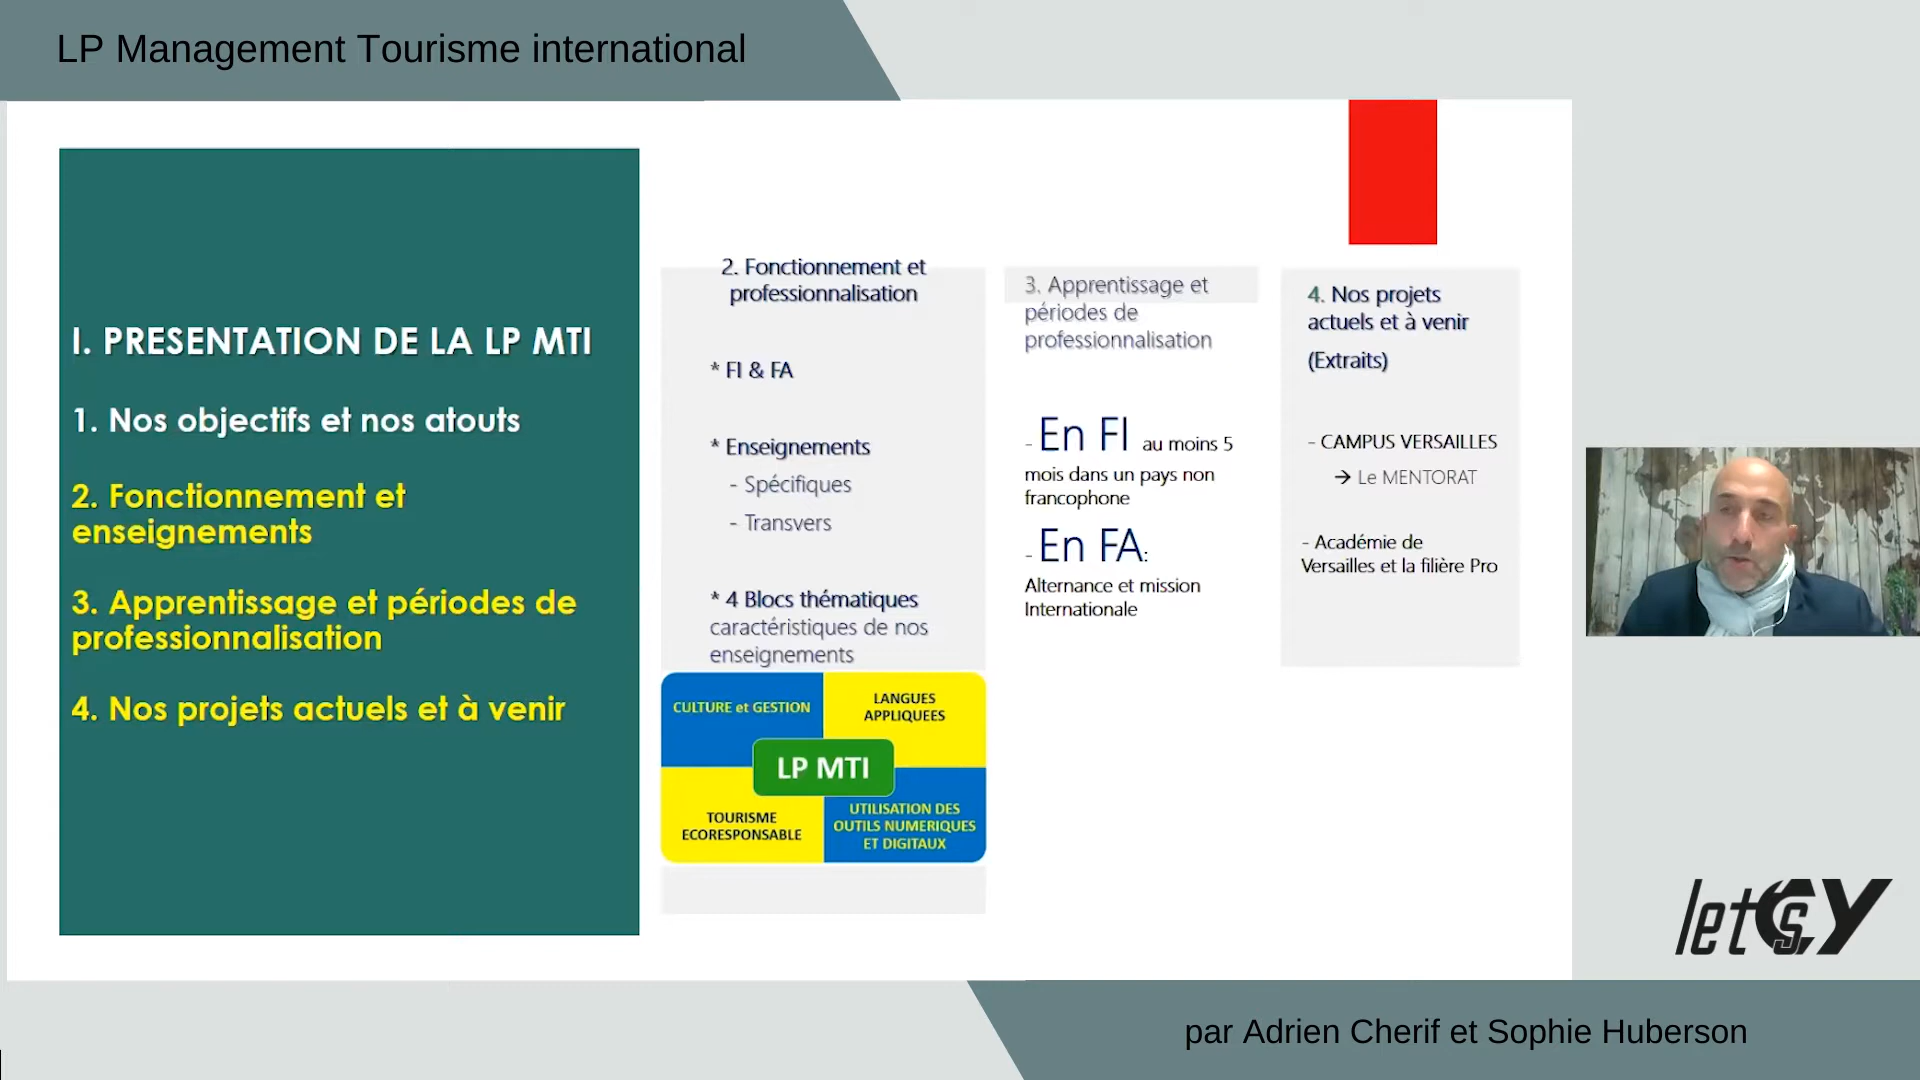 LP Management Tourisme international
I. PRESENTATION DE LA LP MTI
1. Nos objectifs et nos atouts
2. Fonctionnement et
enseignements
3. Apprentissage et périodes de
professionnalisation
4. Nos projets actuels et à venir
2. Fonctionnement et
professionnalisation
* FI & FA
* Enseignements
- Spécifiques
- Transvers
* 4 Blocs thématiques
caractéristiques de nos
enseignements
CULTURE et GESTION
LANGUES
APPLIQUEES
LP MTI
TOURISME
ECORESPONSABLE
UTILISATION DES
OUTILS NUMERIQUES
ET DIGITAUX
3. Apprentissage et
périodes de
professionnalisation
- En FI au moins 5
mois dans un pays non
francophone
- En FA:
Alternance et mission
Internationale
4. Nos projets
actuels et à venir
(Extraits)
- CAMPUS VERSAILLES
→ Le MENTORAT
- Académie de
Versailles et la filière Pro
let's CY
par Adrien Cherif et Sophie Huberson